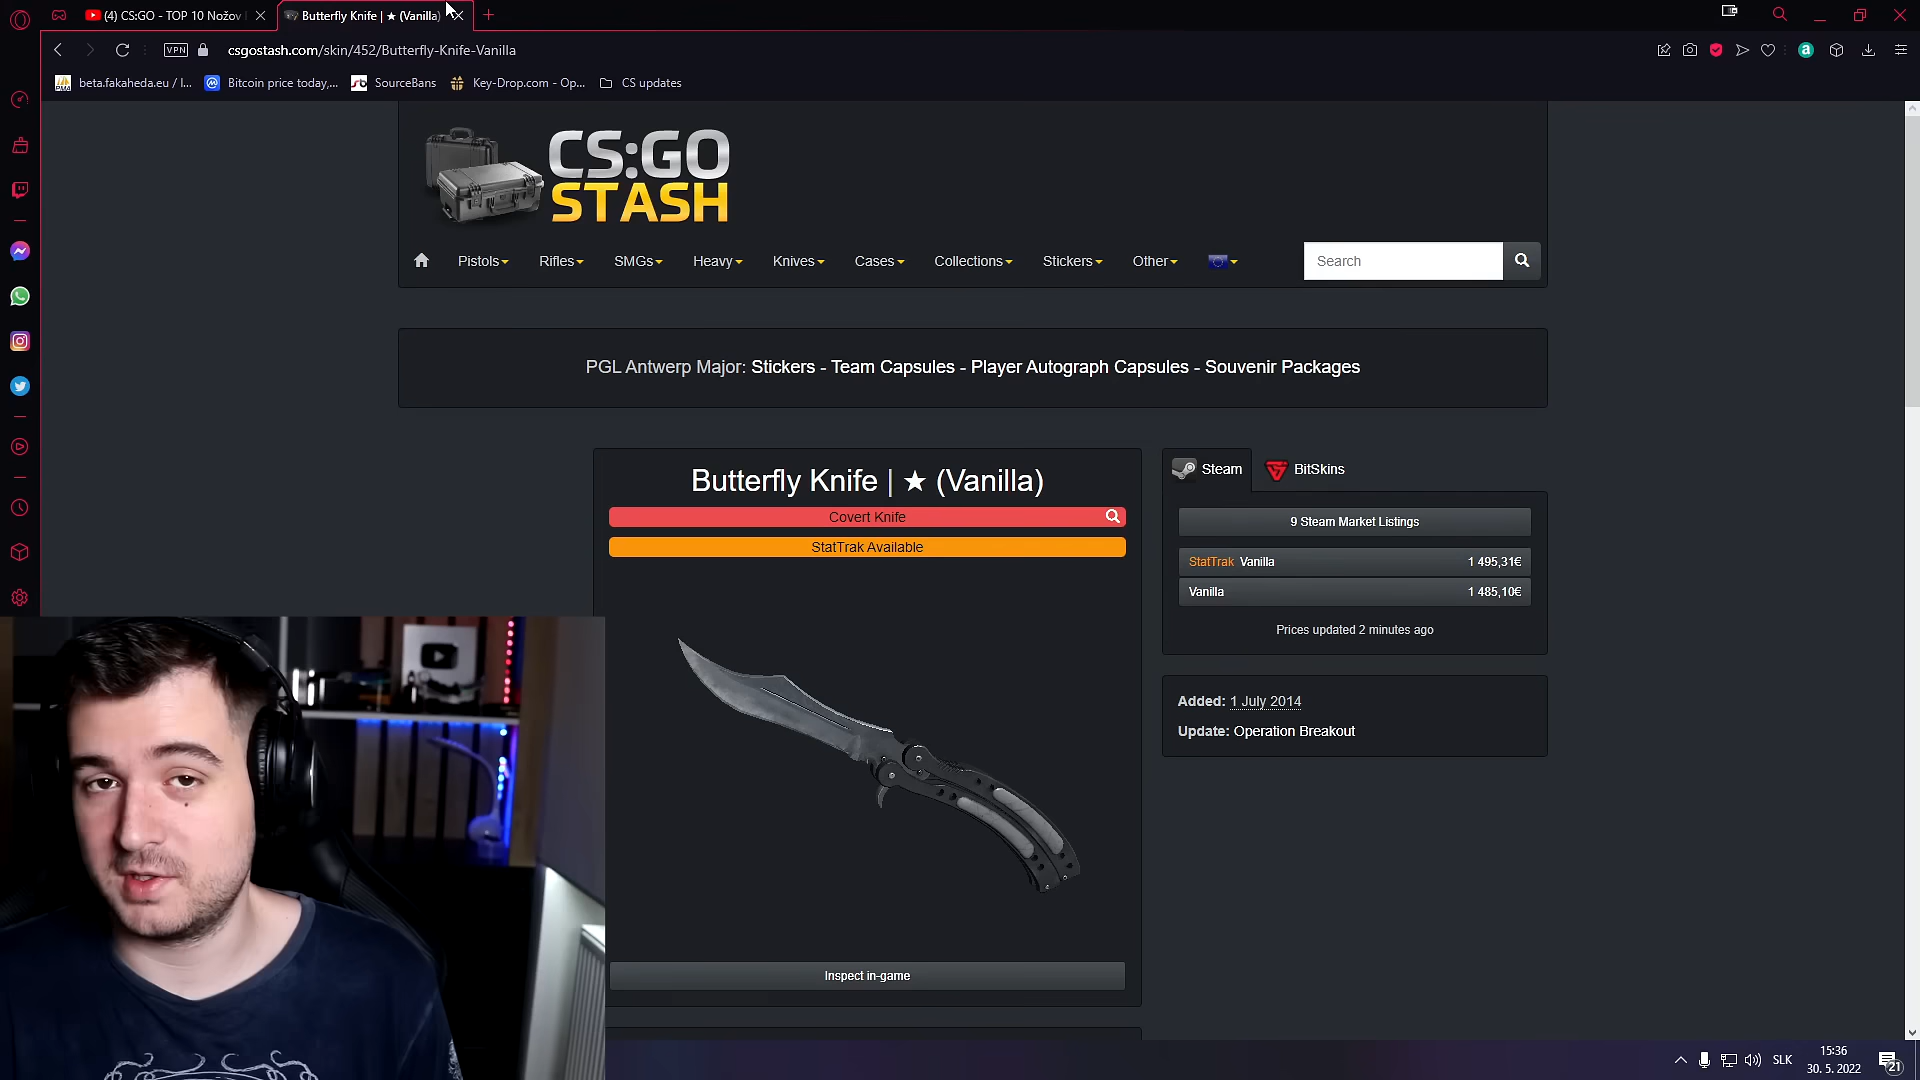 (4) CS:GO - TOP 10 Nožov
Butterfly Knife | ★ (Vanilla)
VPN
csgostash.com/skin/452/Butterfly-Knife-Vanilla
beta.fakaheda.eu / l...
Bitcoin price today,...
SourceBans
Key-Drop.com - Op...
CS updates
CS:GO
STASH
Pistols
Rifles
SMGs
Heavy
Knives
Cases
Collections
Stickers
Other
Search
PGL Antwerp Major: Stickers - Team Capsules - Player Autograph Capsules - Souvenir Packages
Butterfly Knife | ★ (Vanilla)
Covert Knife
StatTrak Available
Steam
BitSkins
9 Steam Market Listings
StatTrak Vanilla 1 495,31€
Vanilla 1 485,10€
Prices updated 2 minutes ago
Added: 1 July 2014
Update: Operation Breakout
Inspect in-game
SLK
15:36
30. 5. 2022
21